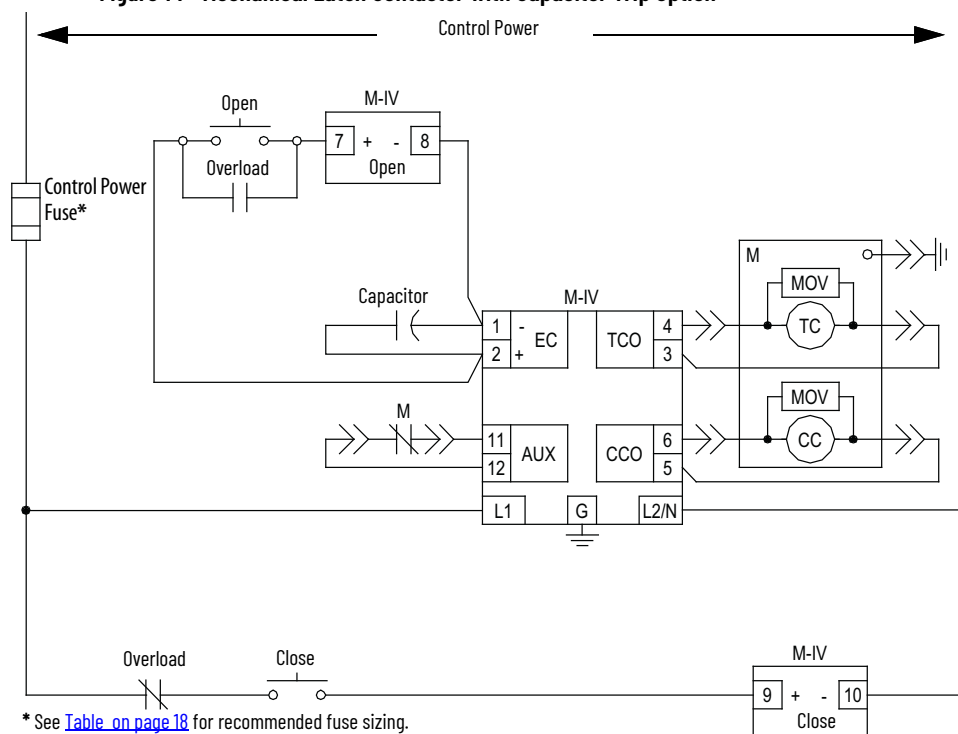 Control Power
Open
M-IV
7 + - 8
Open
Overload
Control Power
Fuse*
M
MOV
TC
Capacitor
M-IV
1 -
EC
2 +
TCO
4
3
MOV
CC
M
11
AUX
12
CCO
6
5
L1
G
L2/N
Overload
Close
M-IV
9 + - 10
Close
* See Table on page 18 for recommended fuse sizing.